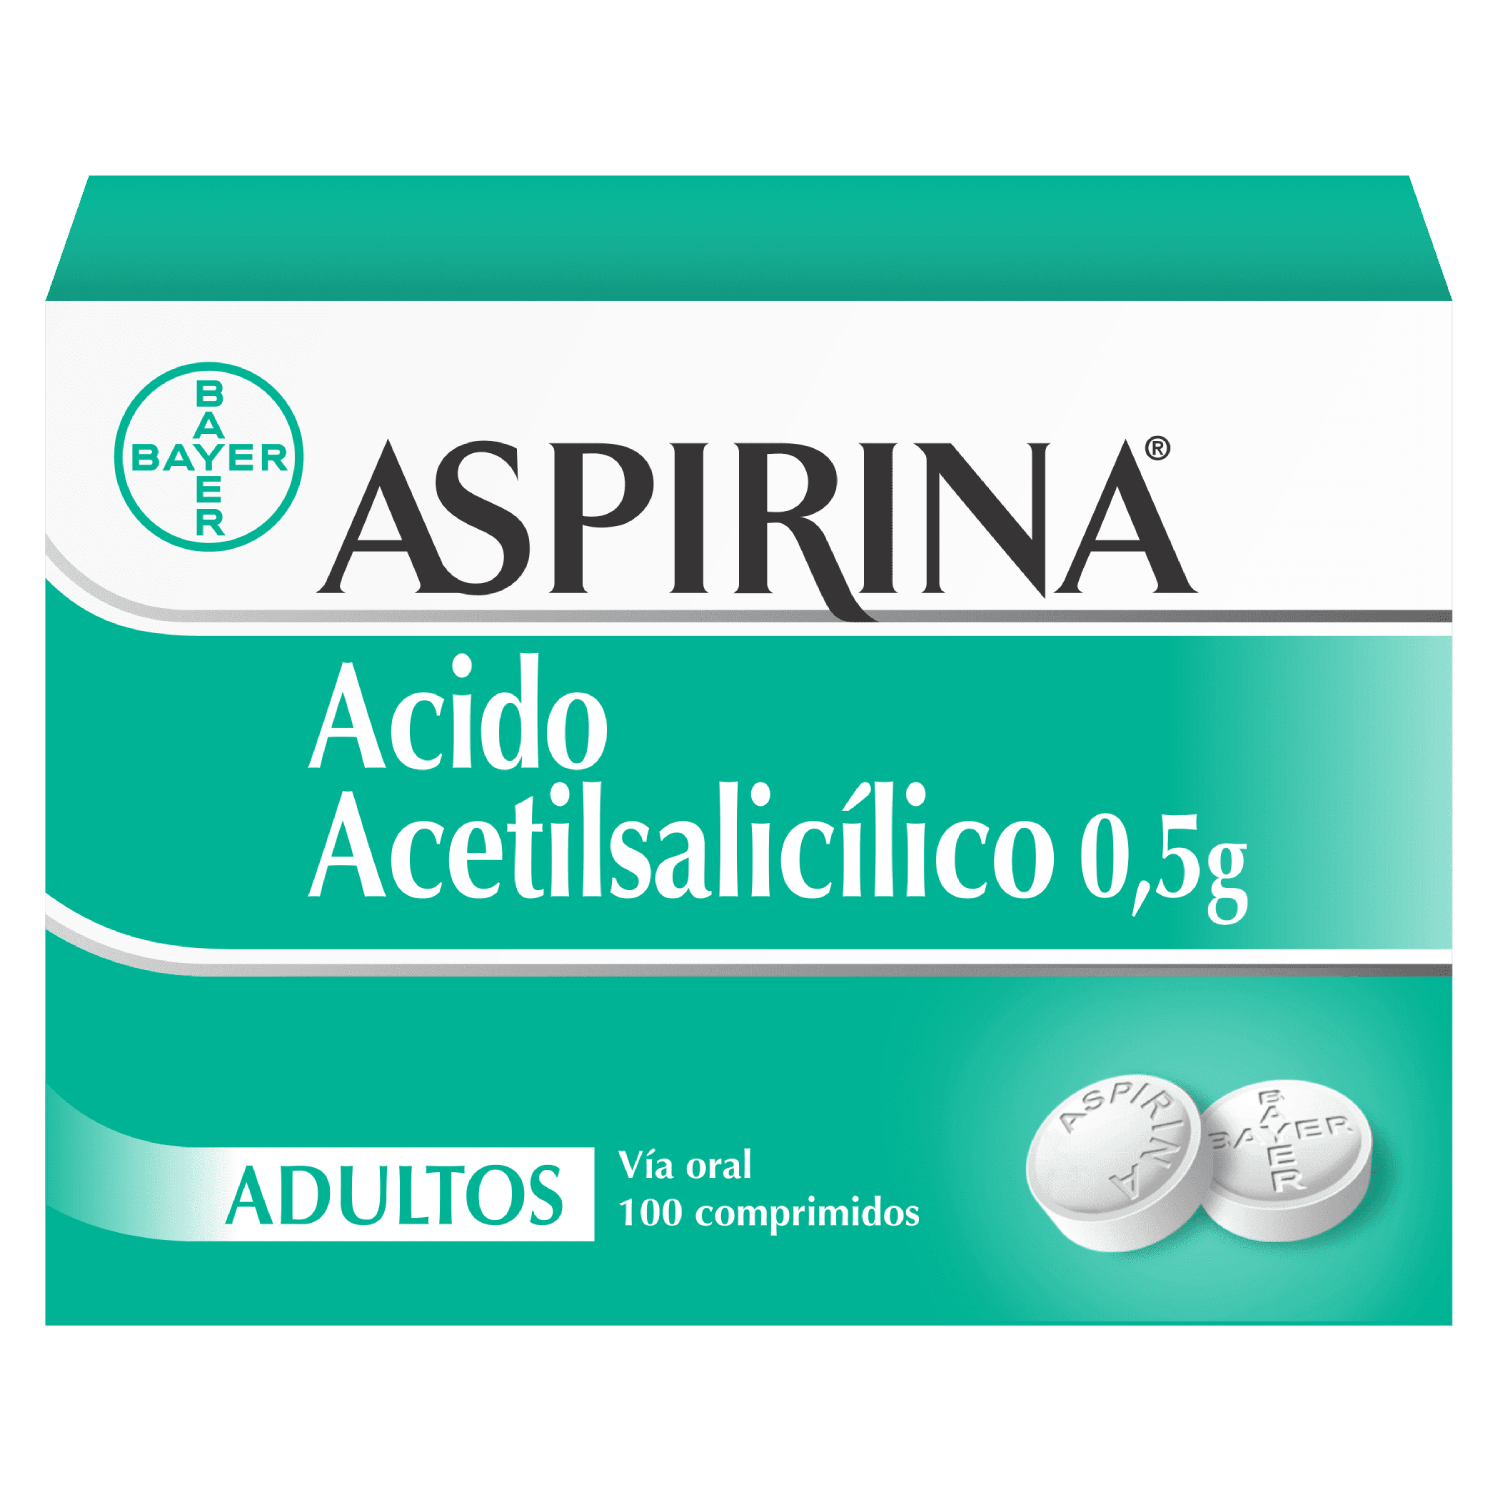 BAYER
BAYER
ASPIRINA®
Acido
Acetilsalicílico 0,5g
ADULTOS
Vía oral
100 comprimidos
ASPIRINA
BAYER
BAYER